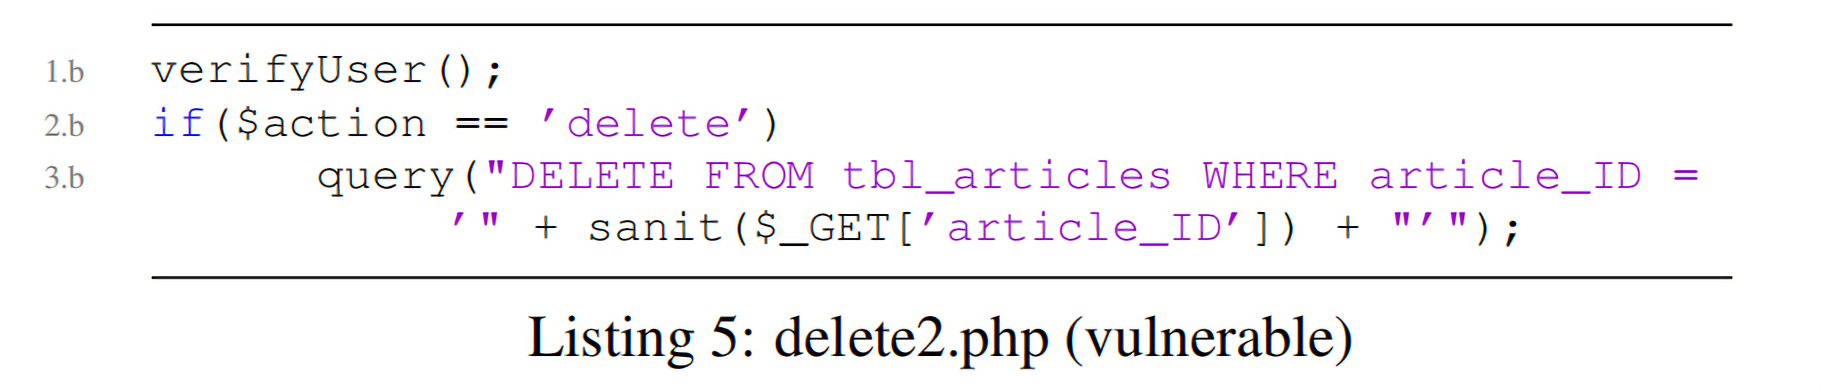 1.b verifyUser();
2.b if($action == 'delete')
3.b query("DELETE FROM tbl_articles WHERE article_ID =
'" + sanit($_GET['article_ID']) + "'");
Listing 5: delete2.php (vulnerable)